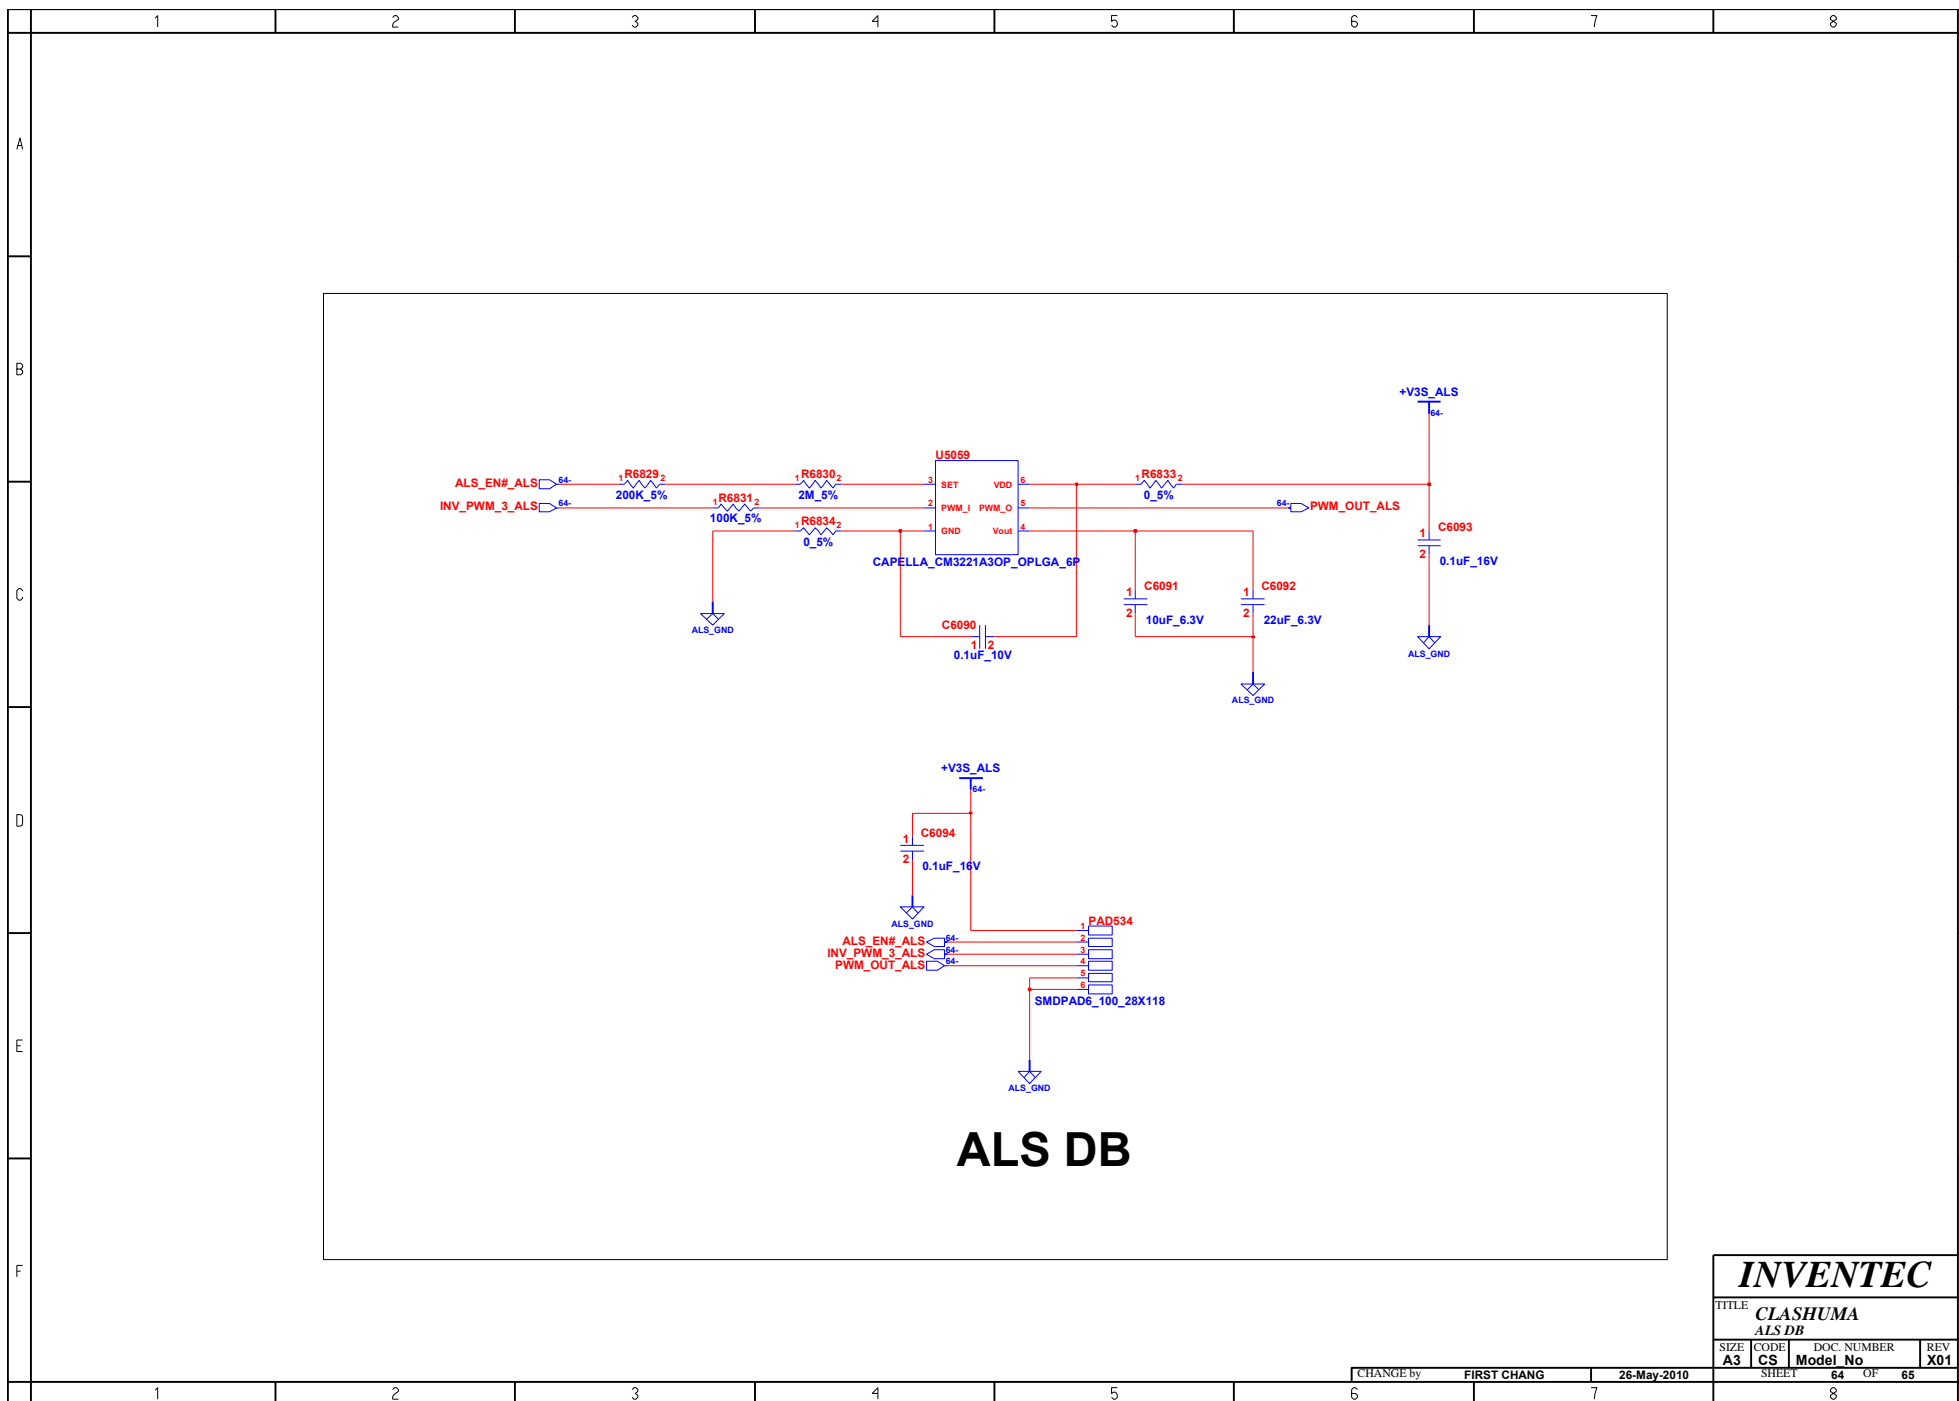 1 2 3 4 5 6 7 8
A
B
C
D
E
F
+V3S_ALS
64-
U5059
ALS_EN#_ALS 64- 1 R6829 2 200K_5% 1 R6830 2 2M_5% 3 SET VDD 6 1 R6833 2 0_5%
INV_PWM_3_ALS 64- 1 R6831 2 100K_5% 2 PWM_I PWM_O 5 64- PWM_OUT_ALS
1 R6834 2 0_5% 1 GND Vout 4
CAPELLA_CM3221A3OP_OPLGA_6P
1 C6093
2 0.1uF_16V
1 C6091
2 10uF_6.3V
1 C6092
2 22uF_6.3V
ALS_GND
C6090
1 2
0.1uF_10V
ALS_GND
ALS_GND
+V3S_ALS
64-
1 C6094
2 0.1uF_16V
ALS_GND
1 PAD534
ALS_EN#_ALS 64- 2
INV_PWM_3_ALS 64- 3
PWM_OUT_ALS 64- 4
5
6
SMDPAD6_100_28X118
ALS_GND
ALS DB
INVENTEC
TITLE CLASHUMA
ALS DB
SIZE CODE DOC. NUMBER REV
A3 CS Model_No X01
CHANGE by FIRST CHANG 26-May-2010 SHEET 64 OF 65
1 2 3 4 5 6 7 8